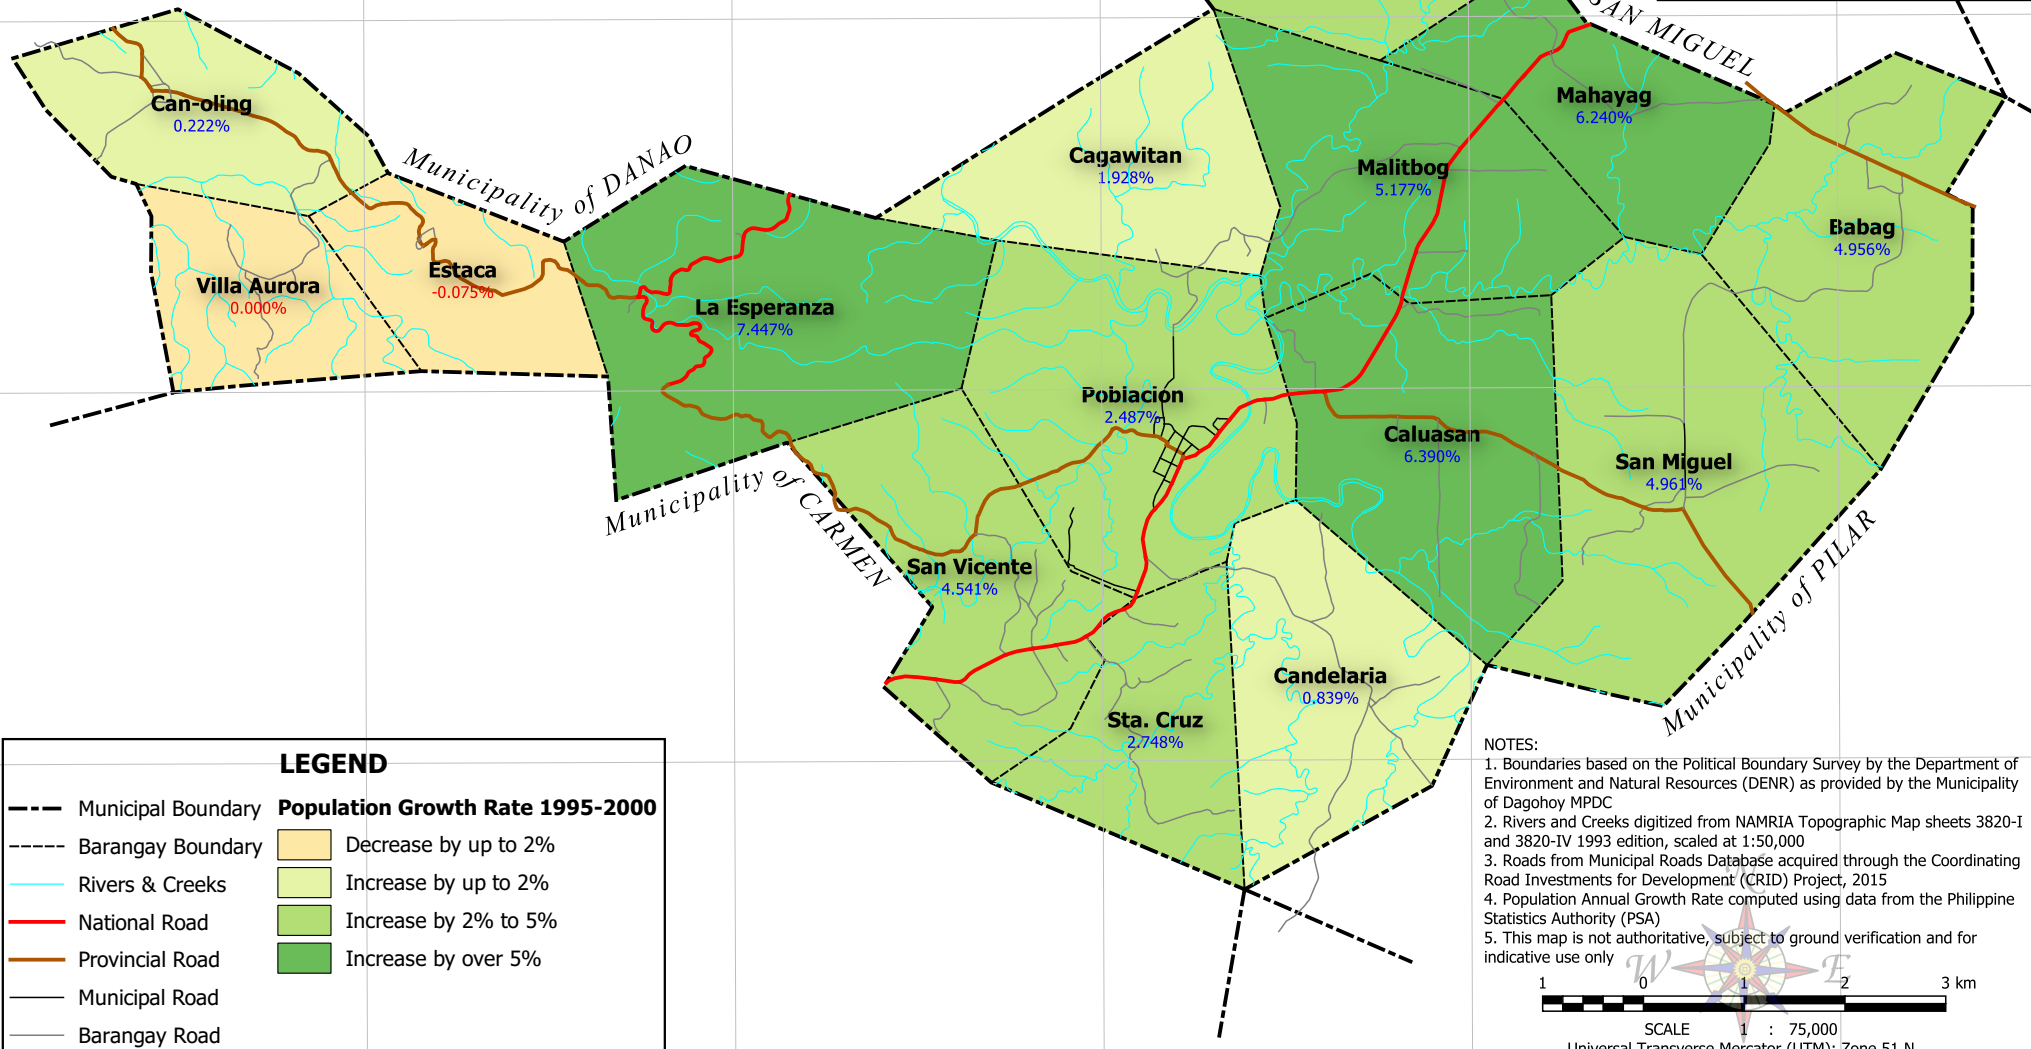 SAN MIGUEL
Can-oling
0.222%
Mahayag
6.240%
Municipality of DANAO
Cagawitan
1.928%
Malitbog
5.177%
Babag
4.956%
Villa Aurora
0.000%
Estaca
-0.075%
La Esperanza
7.447%
Poblacion
2.487%
Caluasan
6.390%
San Miguel
4.961%
Municipality of CARMEN
San Vicente
4.541%
Municipality of PILAR
Candelaria
0.839%
Sta. Cruz
2.748%
LEGEND
Municipal Boundary
Barangay Boundary
Rivers & Creeks
National Road
Provincial Road
Municipal Road
Barangay Road
Population Growth Rate 1995-2000
Decrease by up to 2%
Increase by up to 2%
Increase by 2% to 5%
Increase by over 5%
NOTES:
1. Boundaries based on the Political Boundary Survey by the Department of
Environment and Natural Resources (DENR) as provided by the Municipality
of Dagohoy MPDC
2. Rivers and Creeks digitized from NAMRIA Topographic Map sheets 3820-I
and 3820-IV 1993 edition, scaled at 1:50,000
3. Roads from Municipal Roads Database acquired through the Coordinating
Road Investments for Development (CRID) Project, 2015
4. Population Annual Growth Rate computed using data from the Philippine
Statistics Authority (PSA)
5. This map is not authoritative, subject to ground verification and for
indicative use only
N
W E
1 0 1 2 3 km
SCALE 1 : 75,000
Universal Transverse Mercator (UTM): Zone 51 N